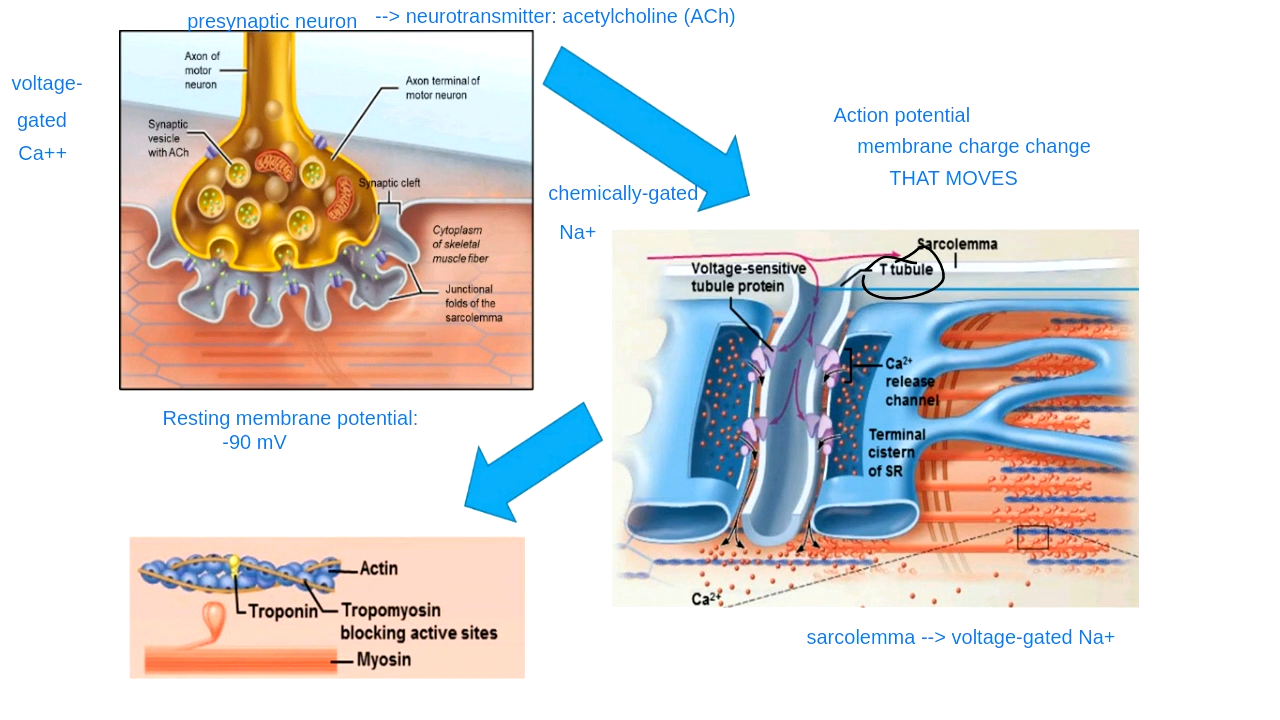 presynaptic neuron --> neurotransmitter: acetylcholine (ACh)
voltage-
gated
Ca++
Axon of
motor
neuron
Axon terminal of
motor neuron
Synaptic
vesicle
with ACh
Synaptic cleft
Cytoplasm
of skeletal
muscle fiber
Junctional
folds of the
sarcolemma
Action potential
membrane charge change
THAT MOVES
chemically-gated
Na+
Sarcolemma
Voltage-sensitive
tubule protein
T tubule
Ca2+
release
channel
Terminal
cistern
of SR
Ca2+
sarcolemma --> voltage-gated Na+
Resting membrane potential:
-90 mV
Actin
Troponin
Tropomyosin
blocking active sites
Myosin